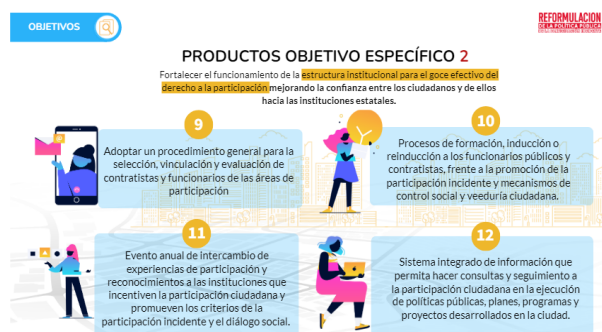 OBJETIVOS
REFORMULACIÓN
DE LA POLÍTICA PÚBLICA
PRODUCTOS OBJETIVO ESPECÍFICO 2
Fortalecer el funcionamiento de la estructura institucional para el goce efectivo del
derecho a la participación mejorando la confianza entre los ciudadanos y de ellos
hacia las instituciones estatales.
9
Adoptar un procedimiento general para la
selección, vinculación y evaluación de
contratistas y funcionarios de las áreas de
participación
10
Procesos de formación, inducción o
reinducción a los funcionarios públicos y
contratistas, frente a la promoción de la
participación incidente y mecanismos de
control social y veeduría ciudadana.
11
Evento anual de intercambio de
experiencias de participación y
reconocimientos a las instituciones que
incentiven la participación ciudadana y
promueven los criterios de la
participación incidente y el diálogo social.
12
Sistema integrado de información que
permita hacer consultas y seguimiento a
la participación ciudadana en la ejecución
de políticas públicas, planes, programas y
proyectos desarrollados en la ciudad.